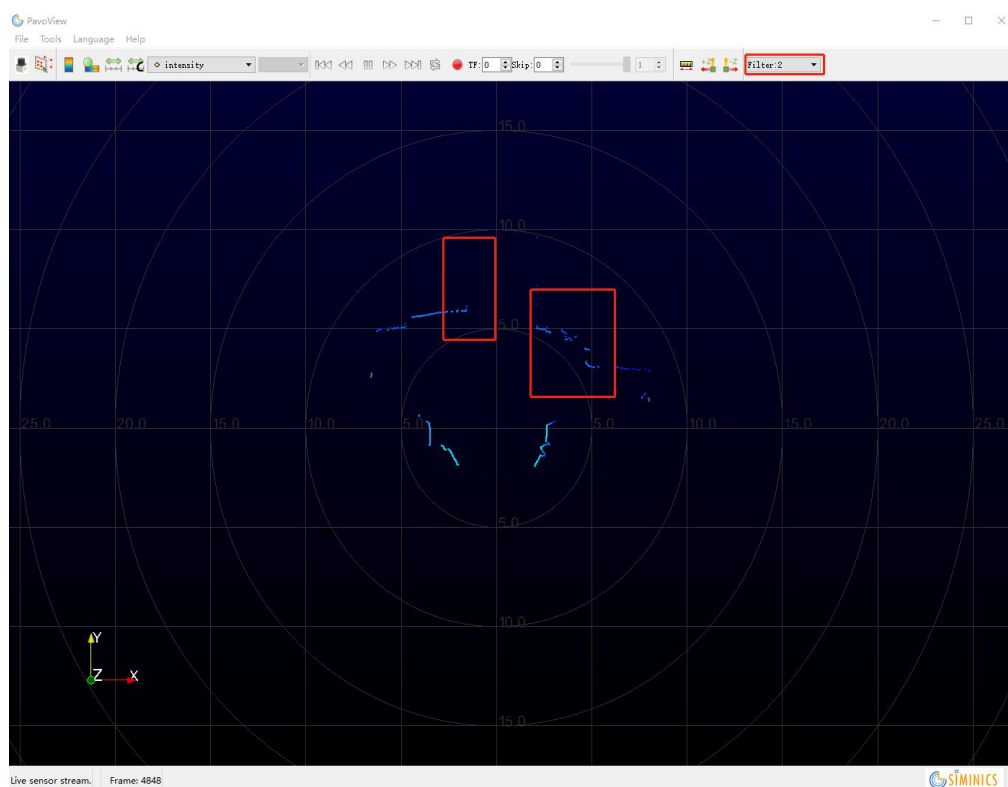 PavoView
File Tools Language Help
intensity TF: 0 Skip: 0 1 +Z -Z Filter:2
15.0
10.0
5.0
25.0 20.0 15.0 10.0 5.0 5.0 10.0 15.0 20.0 25.0
5.0
10.0
15.0
Y
Z X
Live sensor stream. Frame: 4848 SIMINICS